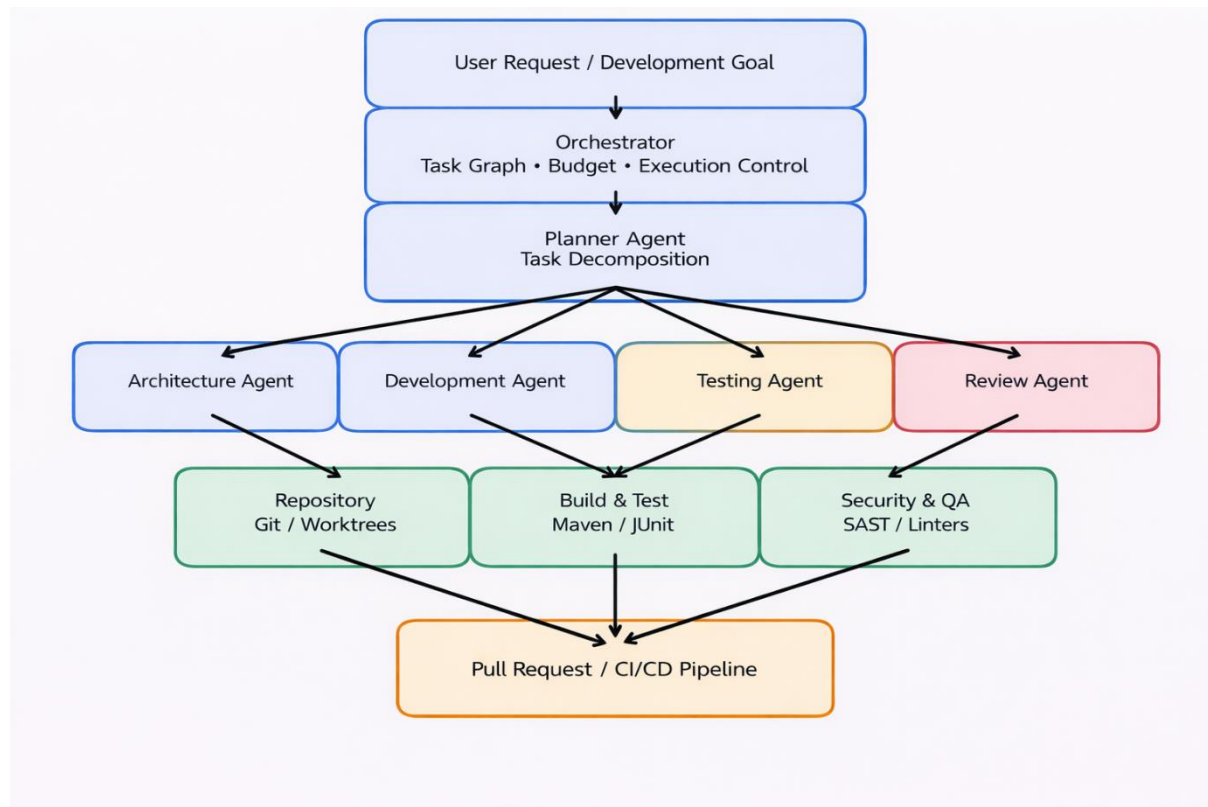 User Request / Development Goal
Orchestrator
Task Graph • Budget • Execution Control
Planner Agent
Task Decomposition
Architecture Agent
Development Agent
Testing Agent
Review Agent
Repository
Git / Worktrees
Build & Test
Maven / JUnit
Security & QA
SAST / Linters
Pull Request / CI/CD Pipeline